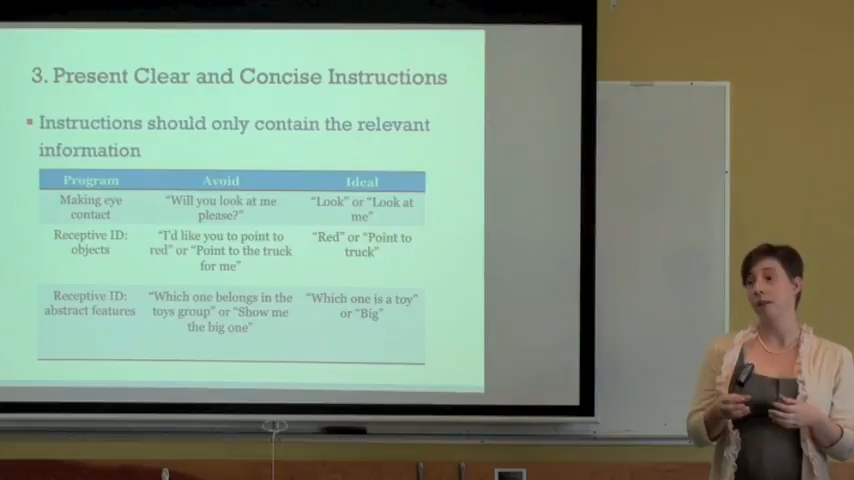 3. Present Clear and Concise Instructions
▪ Instructions should only contain the relevant
information
Program Avoid Ideal
Making eye contact "Will you look at me please?" "Look" or "Look at me"
Receptive ID: objects "I'd like you to point to red" or "Point to the truck for me" "Red" or "Point to truck"
Receptive ID: abstract features "Which one belongs in the toys group" or "Show me the big one" "Which one is a toy" or "Big"